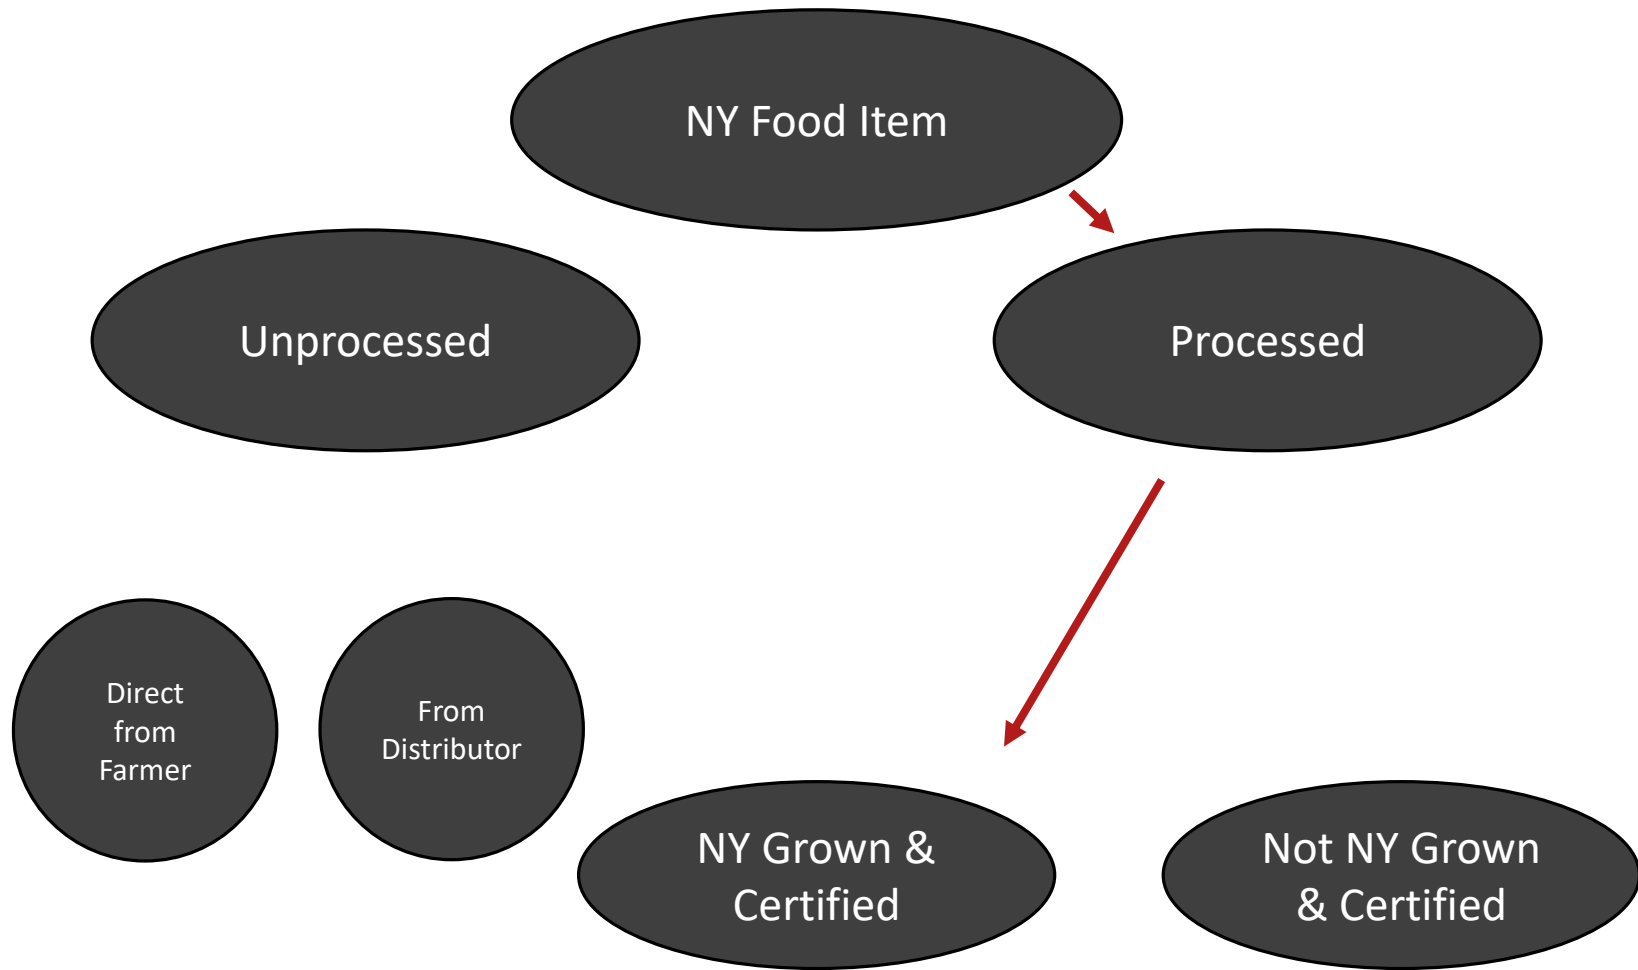 NY Food Item
Unprocessed
Processed
Direct
from
Farmer
From
Distributor
NY Grown &
Certified
Not NY Grown
& Certified